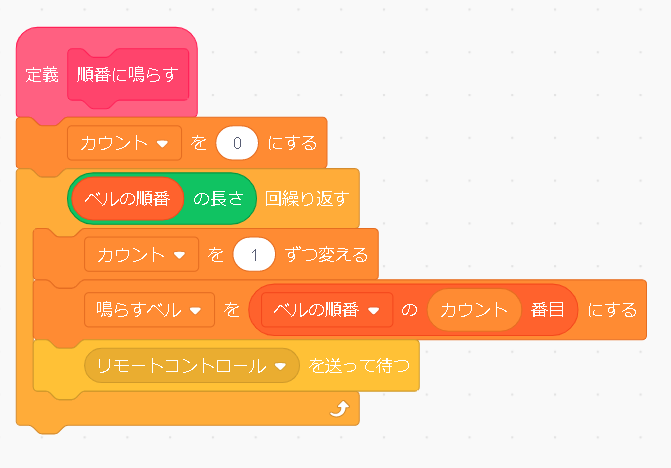 定義 順番に鳴らす
カウント を 0 にする
ベルの順番 の長さ 回繰り返す
カウント を 1 ずつ変える
鳴らすベル を ベルの順番 の カウント 番目 にする
リモートコントロール を送って待つ